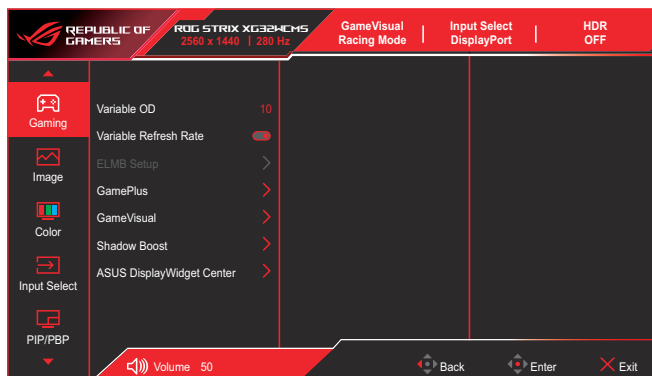 REPUBLIC OF
GAMERS
ROG STRIX XG32WCMS
2560 x 1440 | 280 Hz
GameVisual
Racing Mode
Input Select
DisplayPort
HDR
OFF
Gaming
Image
Color
Input Select
PIP/PBP
Variable OD 10
Variable Refresh Rate
ELMB Setup
GamePlus
GameVisual
Shadow Boost
ASUS DisplayWidget Center
Volume 50
Back
Enter
Exit